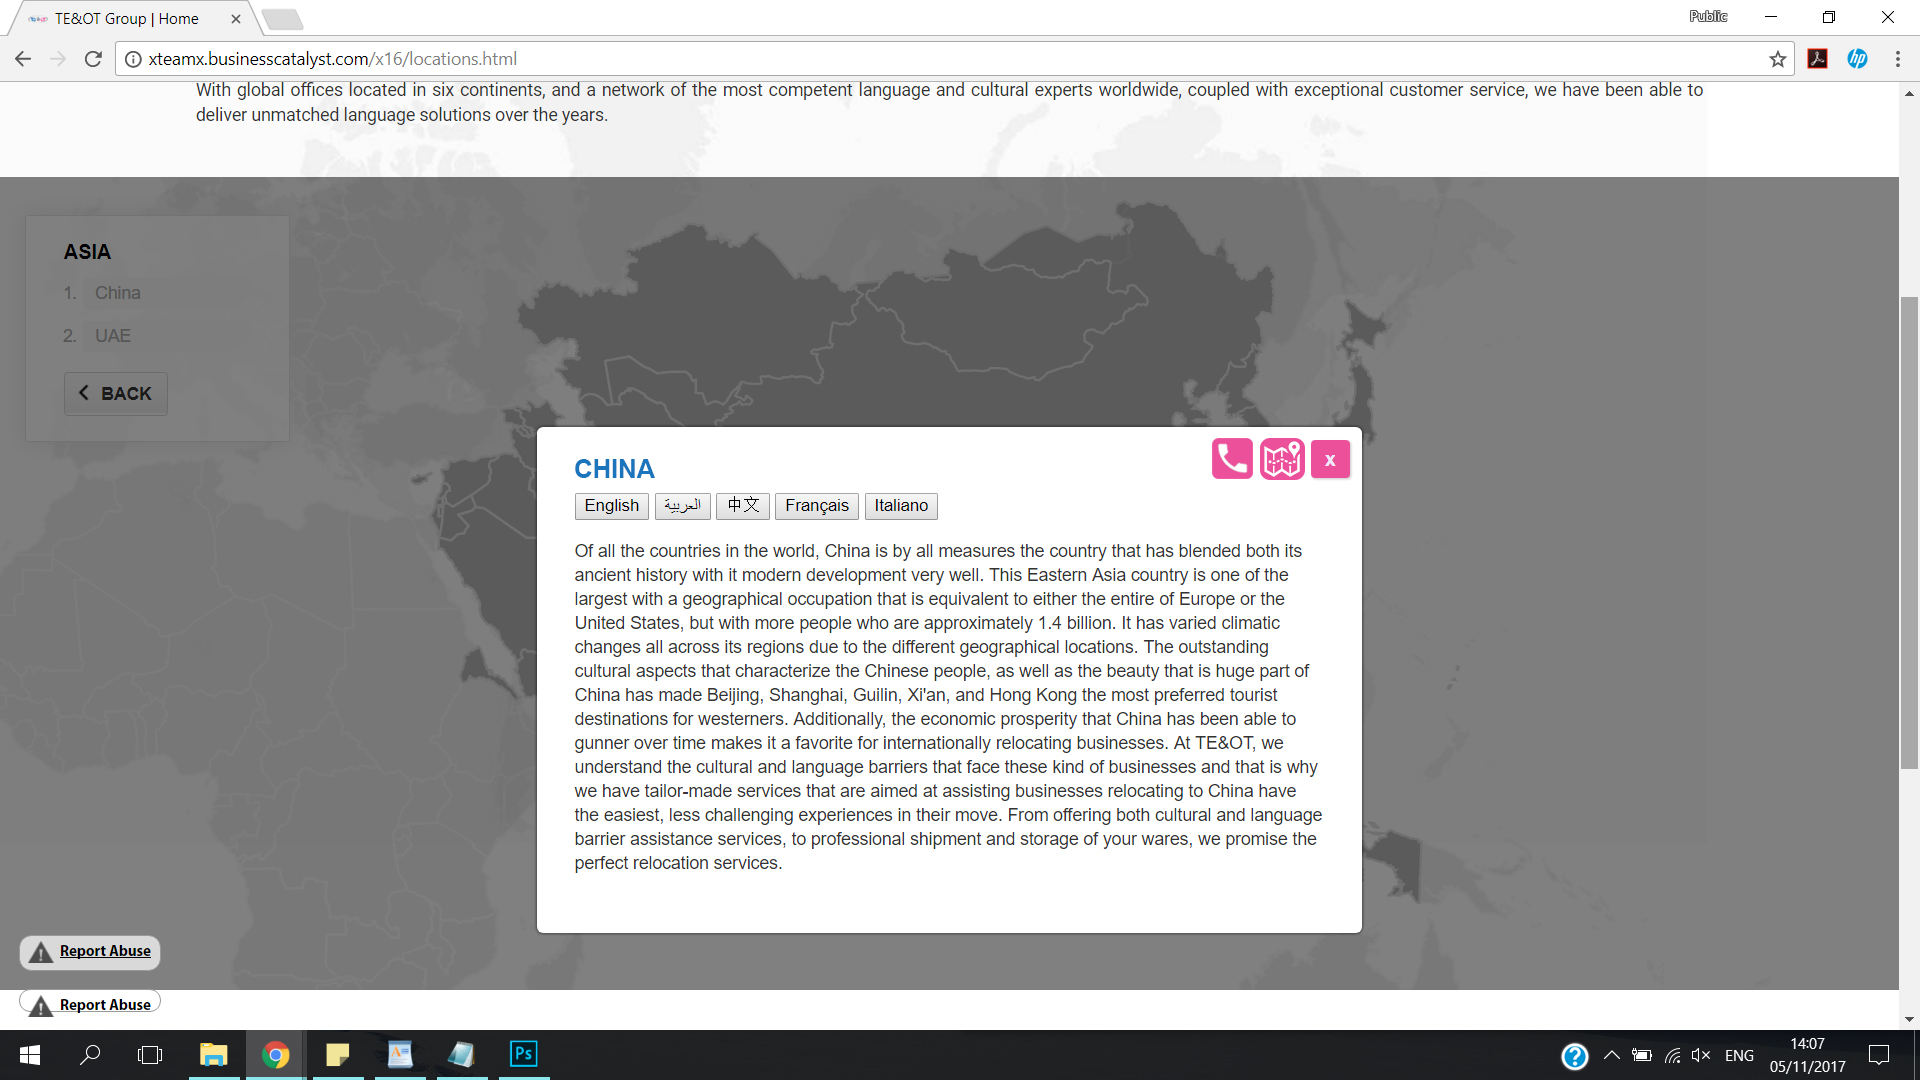 TE&OT Group | Home
Public
xteamx.businesscatalyst.com/x16/locations.html
With global offices located in six continents, and a network of the most competent language and cultural experts worldwide, coupled with exceptional customer service, we have been able to
deliver unmatched language solutions over the years.
ASIA
1. China
2. UAE
BACK
CHINA
x
English العربية 中文 Français Italiano
Of all the countries in the world, China is by all measures the country that has blended both its
ancient history with it modern development very well. This Eastern Asia country is one of the
largest with a geographical occupation that is equivalent to either the entire of Europe or the
United States, but with more people who are approximately 1.4 billion. It has varied climatic
changes all across its regions due to the different geographical locations. The outstanding
cultural aspects that characterize the Chinese people, as well as the beauty that is huge part of
China has made Beijing, Shanghai, Guilin, Xi'an, and Hong Kong the most preferred tourist
destinations for westerners. Additionally, the economic prosperity that China has been able to
gunner over time makes it a favorite for internationally relocating businesses. At TE&OT, we
understand the cultural and language barriers that face these kind of businesses and that is why
we have tailor-made services that are aimed at assisting businesses relocating to China have
the easiest, less challenging experiences in their move. From offering both cultural and language
barrier assistance services, to professional shipment and storage of your wares, we promise the
perfect relocation services.
Report Abuse
Report Abuse
Ps
ENG
14:07
05/11/2017